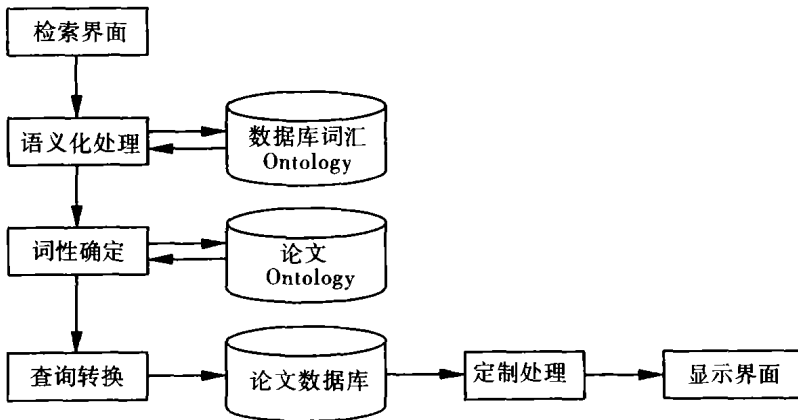 检索界面
语义化处理
数据库词汇
Ontology
词性确定
论文
Ontology
查询转换
论文数据库
定制处理
显示界面